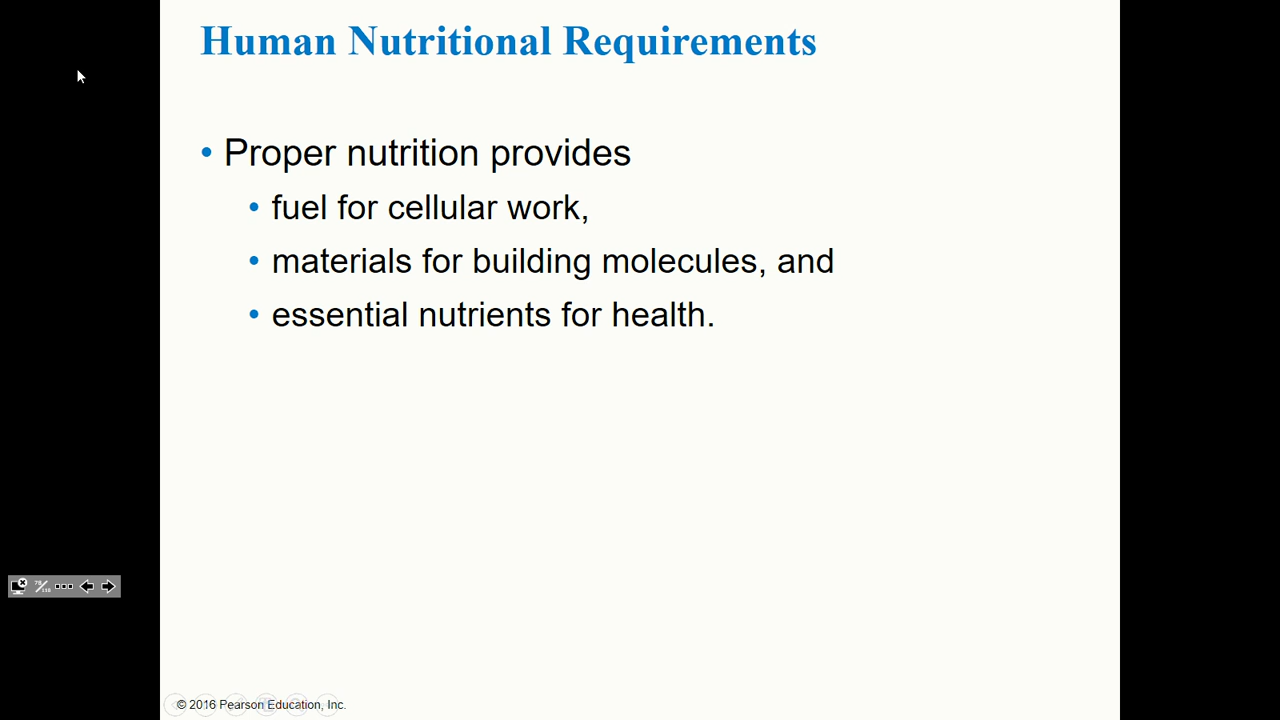 Human Nutritional Requirements
• Proper nutrition provides
• fuel for cellular work,
• materials for building molecules, and
• essential nutrients for health.
© 2016 Pearson Education, Inc.